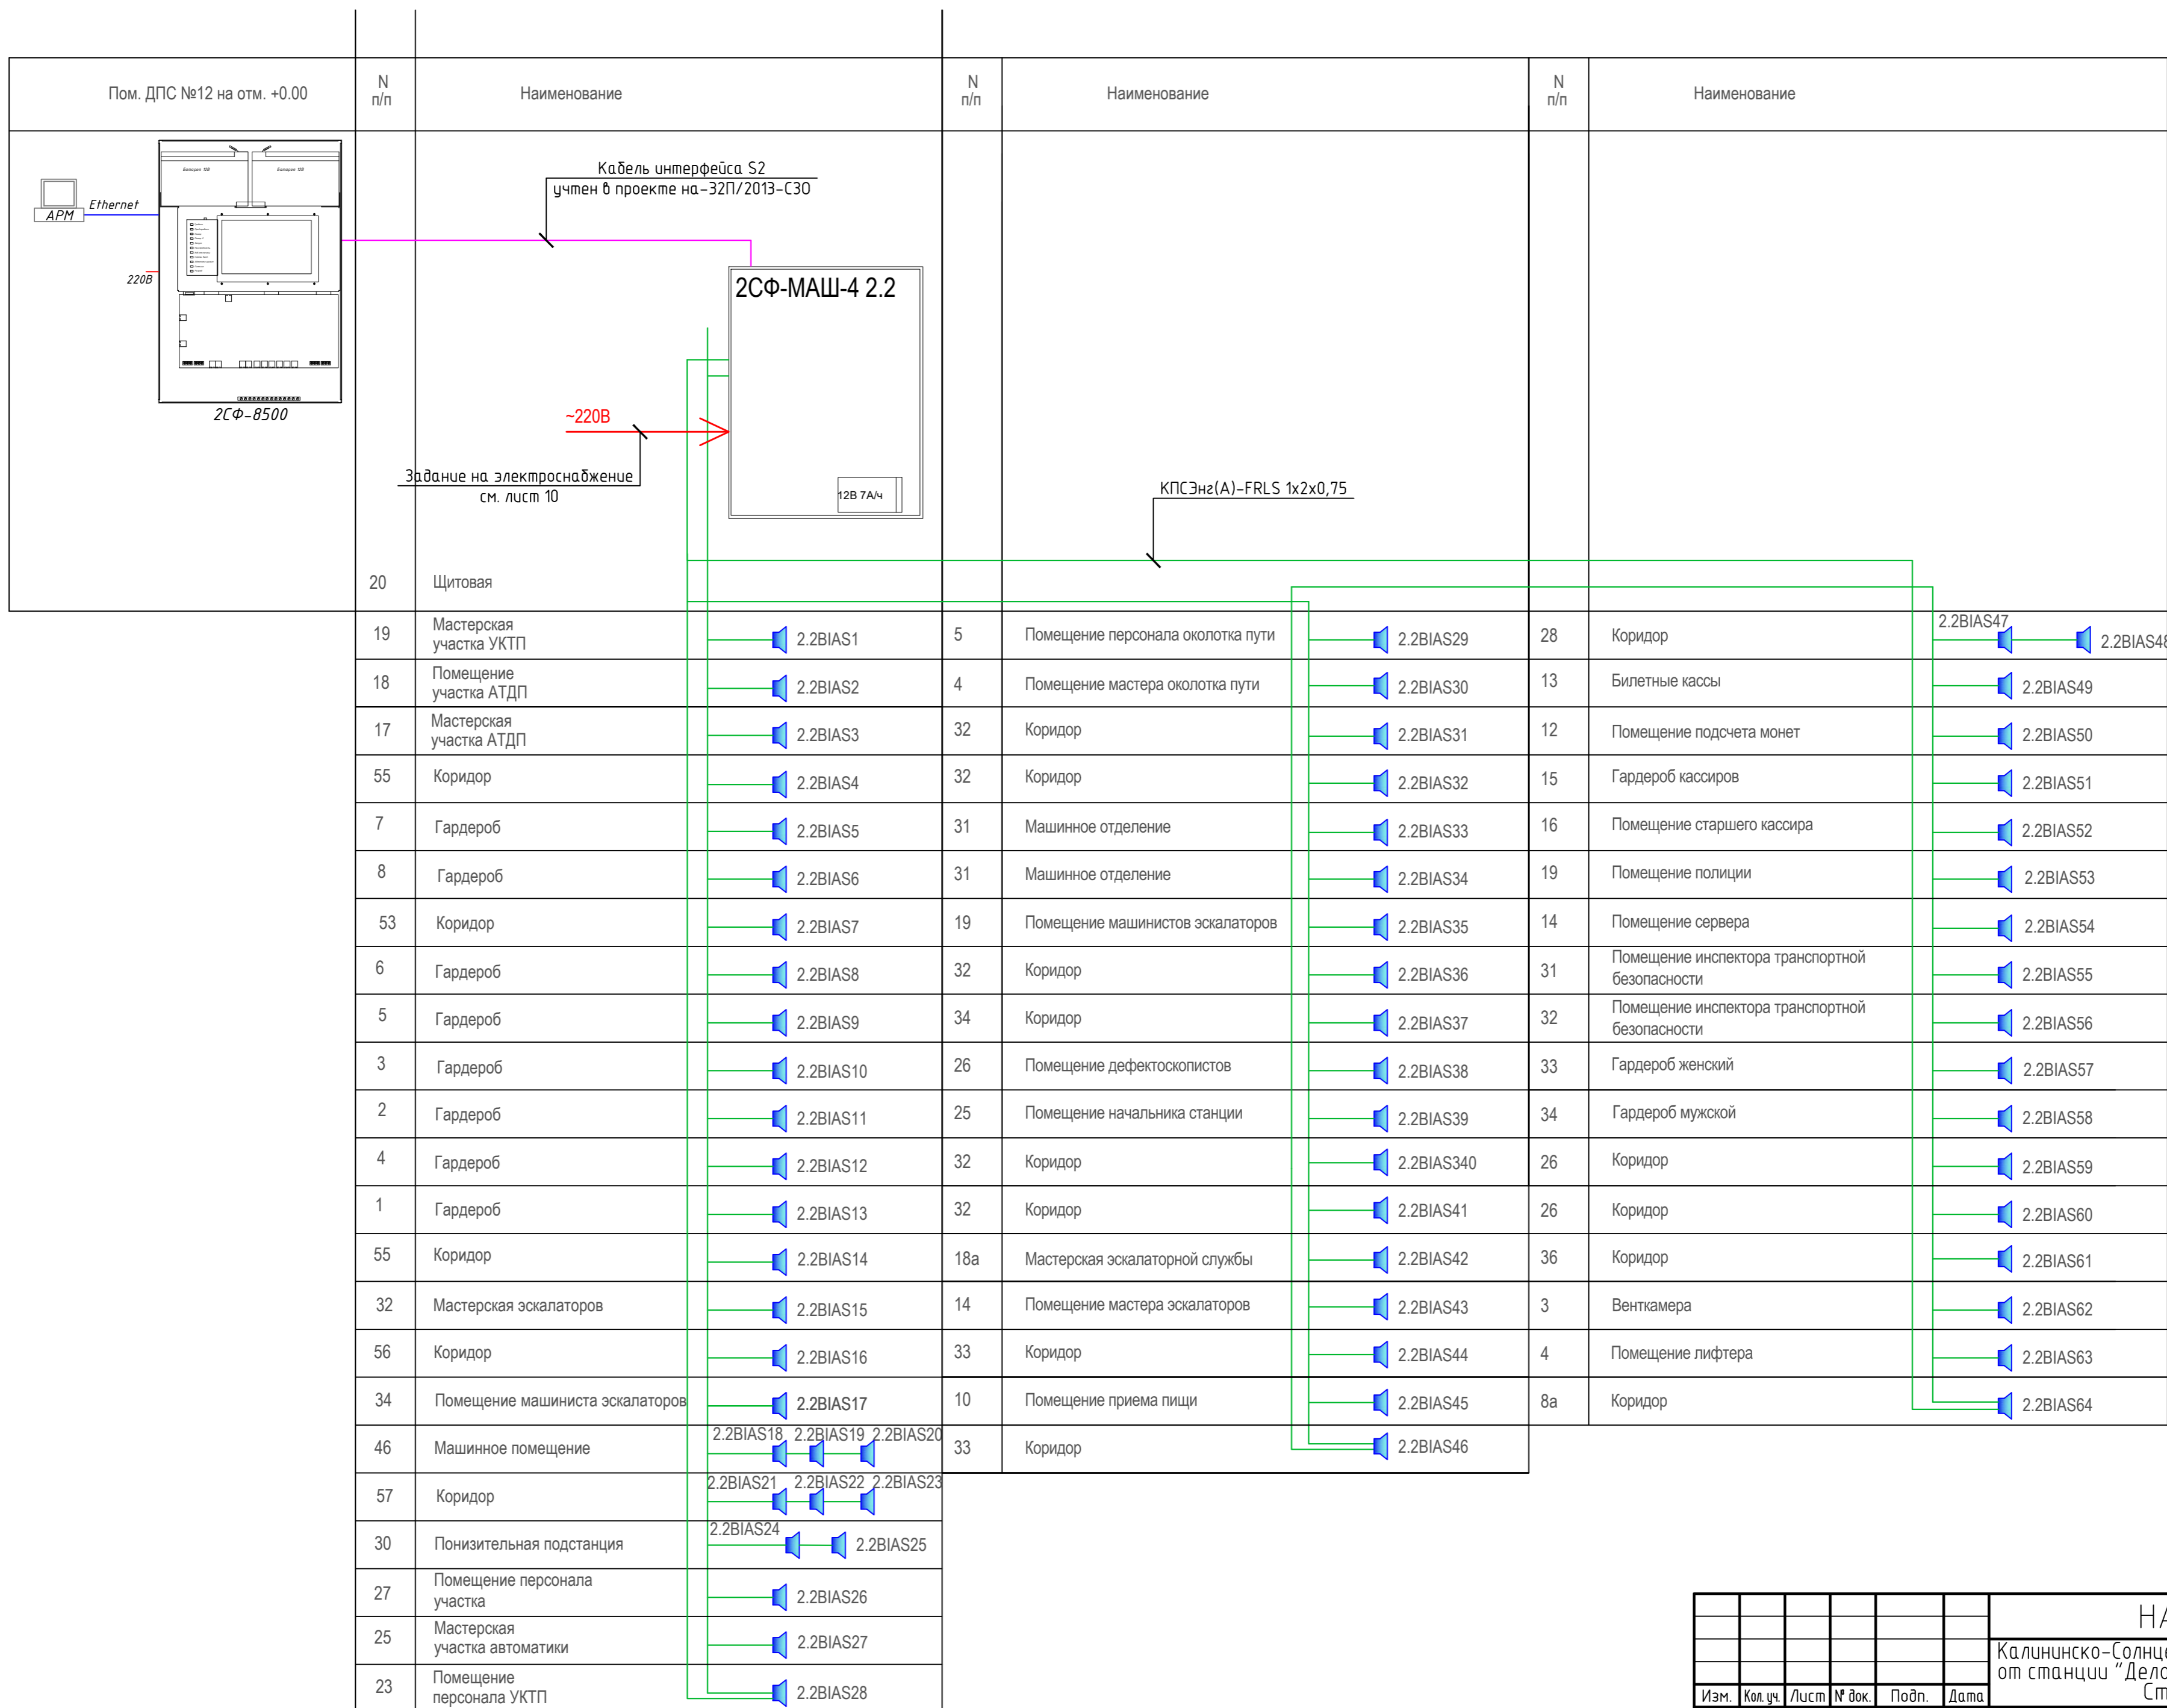 Пом. ДПС №12 на отм. +0.00
N
п/п
Наименование
N
п/п
Наименование
N
п/п
Наименование
Батарея 12В
Батарея 12В
Ethernet
АРМ
220В
2СФ-8500
Кабель интерфейса S2
учтен в проекте на-32П/2013-СЗО
2СФ-МАШ-4 2.2
~220В
Задание на электроснабжение
см. лист 10
12В 7А/ч
КПСЭнг(А)-FRLS 1x2x0,75
20 Щитовая
19 Мастерская
участка УКТП 2.2BIAS1
18 Помещение
участка АТДП 2.2BIAS2
17 Мастерская
участка АТДП 2.2BIAS3
55 Коридор 2.2BIAS4
7 Гардероб 2.2BIAS5
8 Гардероб 2.2BIAS6
53 Коридор 2.2BIAS7
6 Гардероб 2.2BIAS8
5 Гардероб 2.2BIAS9
3 Гардероб 2.2BIAS10
2 Гардероб 2.2BIAS11
4 Гардероб 2.2BIAS12
1 Гардероб 2.2BIAS13
55 Коридор 2.2BIAS14
32 Мастерская эскалаторов 2.2BIAS15
56 Коридор 2.2BIAS16
34 Помещение машиниста эскалаторов 2.2BIAS17
46 Машинное помещение 2.2BIAS18 2.2BIAS19 2.2BIAS20
57 Коридор 2.2BIAS21 2.2BIAS22 2.2BIAS23
30 Понизительная подстанция 2.2BIAS24 2.2BIAS25
27 Помещение персонала
участка 2.2BIAS26
25 Мастерская
участка автоматики 2.2BIAS27
23 Помещение
персонала УКТП 2.2BIAS28
5 Помещение персонала околотка пути 2.2BIAS29
4 Помещение мастера околотка пути 2.2BIAS30
32 Коридор 2.2BIAS31
32 Коридор 2.2BIAS32
31 Машинное отделение 2.2BIAS33
31 Машинное отделение 2.2BIAS34
19 Помещение машинистов эскалаторов 2.2BIAS35
32 Коридор 2.2BIAS36
34 Коридор 2.2BIAS37
26 Помещение дефектоскопистов 2.2BIAS38
25 Помещение начальника станции 2.2BIAS39
32 Коридор 2.2BIAS340
32 Коридор 2.2BIAS41
18а Мастерская эскалаторной службы 2.2BIAS42
14 Помещение мастера эскалаторов 2.2BIAS43
33 Коридор 2.2BIAS44
10 Помещение приема пищи 2.2BIAS45
33 Коридор 2.2BIAS46
28 Коридор 2.2BIAS47 2.2BIAS48
13 Билетные кассы 2.2BIAS49
12 Помещение подсчета монет 2.2BIAS50
15 Гардероб кассиров 2.2BIAS51
16 Помещение старшего кассира 2.2BIAS52
19 Помещение полиции 2.2BIAS53
14 Помещение сервера 2.2BIAS54
31 Помещение инспектора транспортной
безопасности 2.2BIAS55
32 Помещение инспектора транспортной
безопасности 2.2BIAS56
33 Гардероб женский 2.2BIAS57
34 Гардероб мужской 2.2BIAS58
26 Коридор 2.2BIAS59
26 Коридор 2.2BIAS60
36 Коридор 2.2BIAS61
3 Венткамера 2.2BIAS62
4 Помещение лифтера 2.2BIAS63
8а Коридор 2.2BIAS64
НА
Калининско-Солнце
от станции "Дело
Ст
Изм. Кол. уч. Лист № док. Подп. Дата